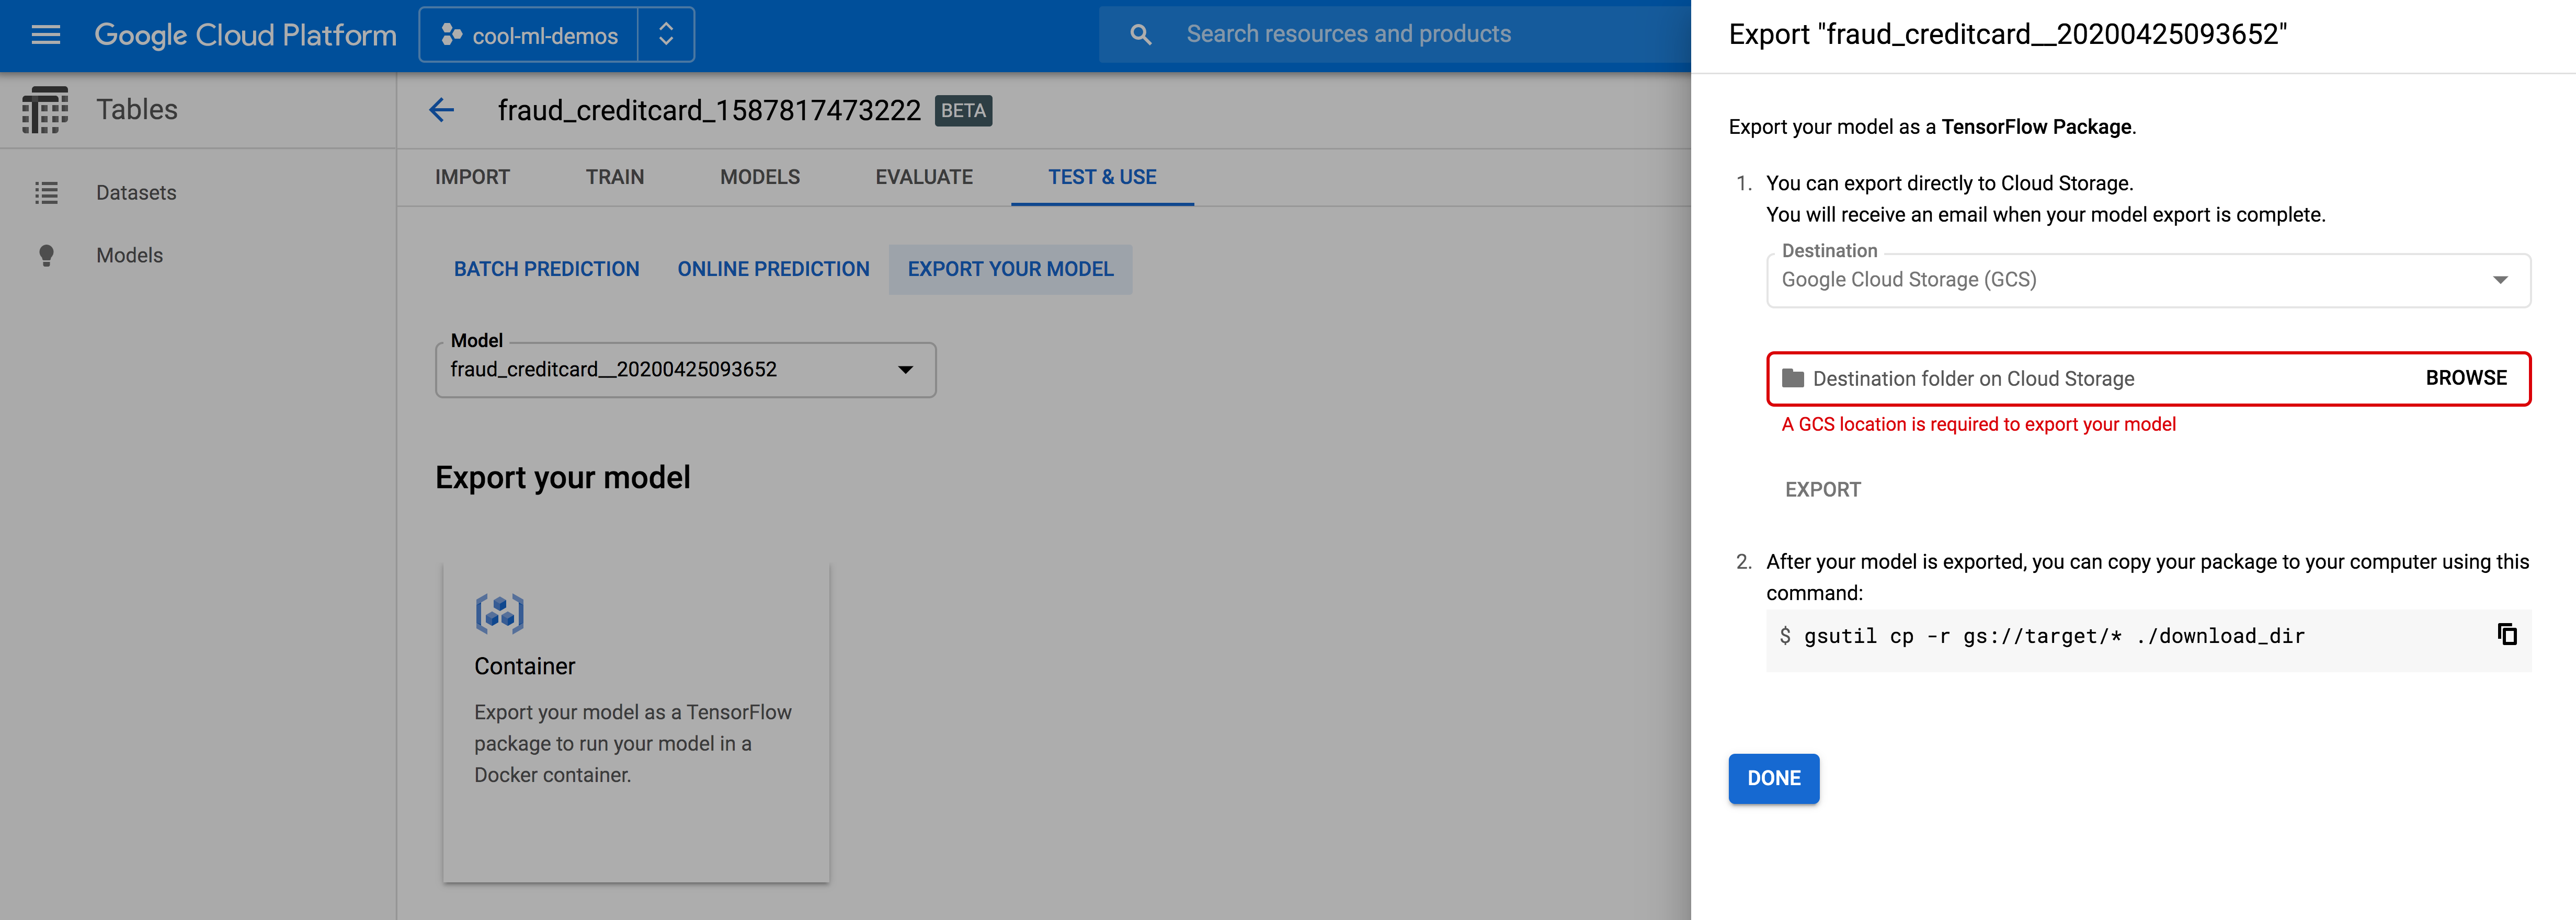 Google Cloud Platform
cool-ml-demos
Search resources and products
Tables
Datasets
Models
fraud_creditcard_1587817473222 BETA
IMPORT TRAIN MODELS EVALUATE TEST & USE
BATCH PREDICTION ONLINE PREDICTION EXPORT YOUR MODEL
Model
fraud_creditcard__20200425093652
Export your model
Container
Export your model as a TensorFlow
package to run your model in a
Docker container.
Export "fraud_creditcard__20200425093652"
Export your model as a TensorFlow Package.
1. You can export directly to Cloud Storage.
You will receive an email when your model export is complete.
Destination
Google Cloud Storage (GCS)
Destination folder on Cloud Storage BROWSE
A GCS location is required to export your model
EXPORT
2. After your model is exported, you can copy your package to your computer using this
command:
$ gsutil cp -r gs://target/* ./download_dir
DONE